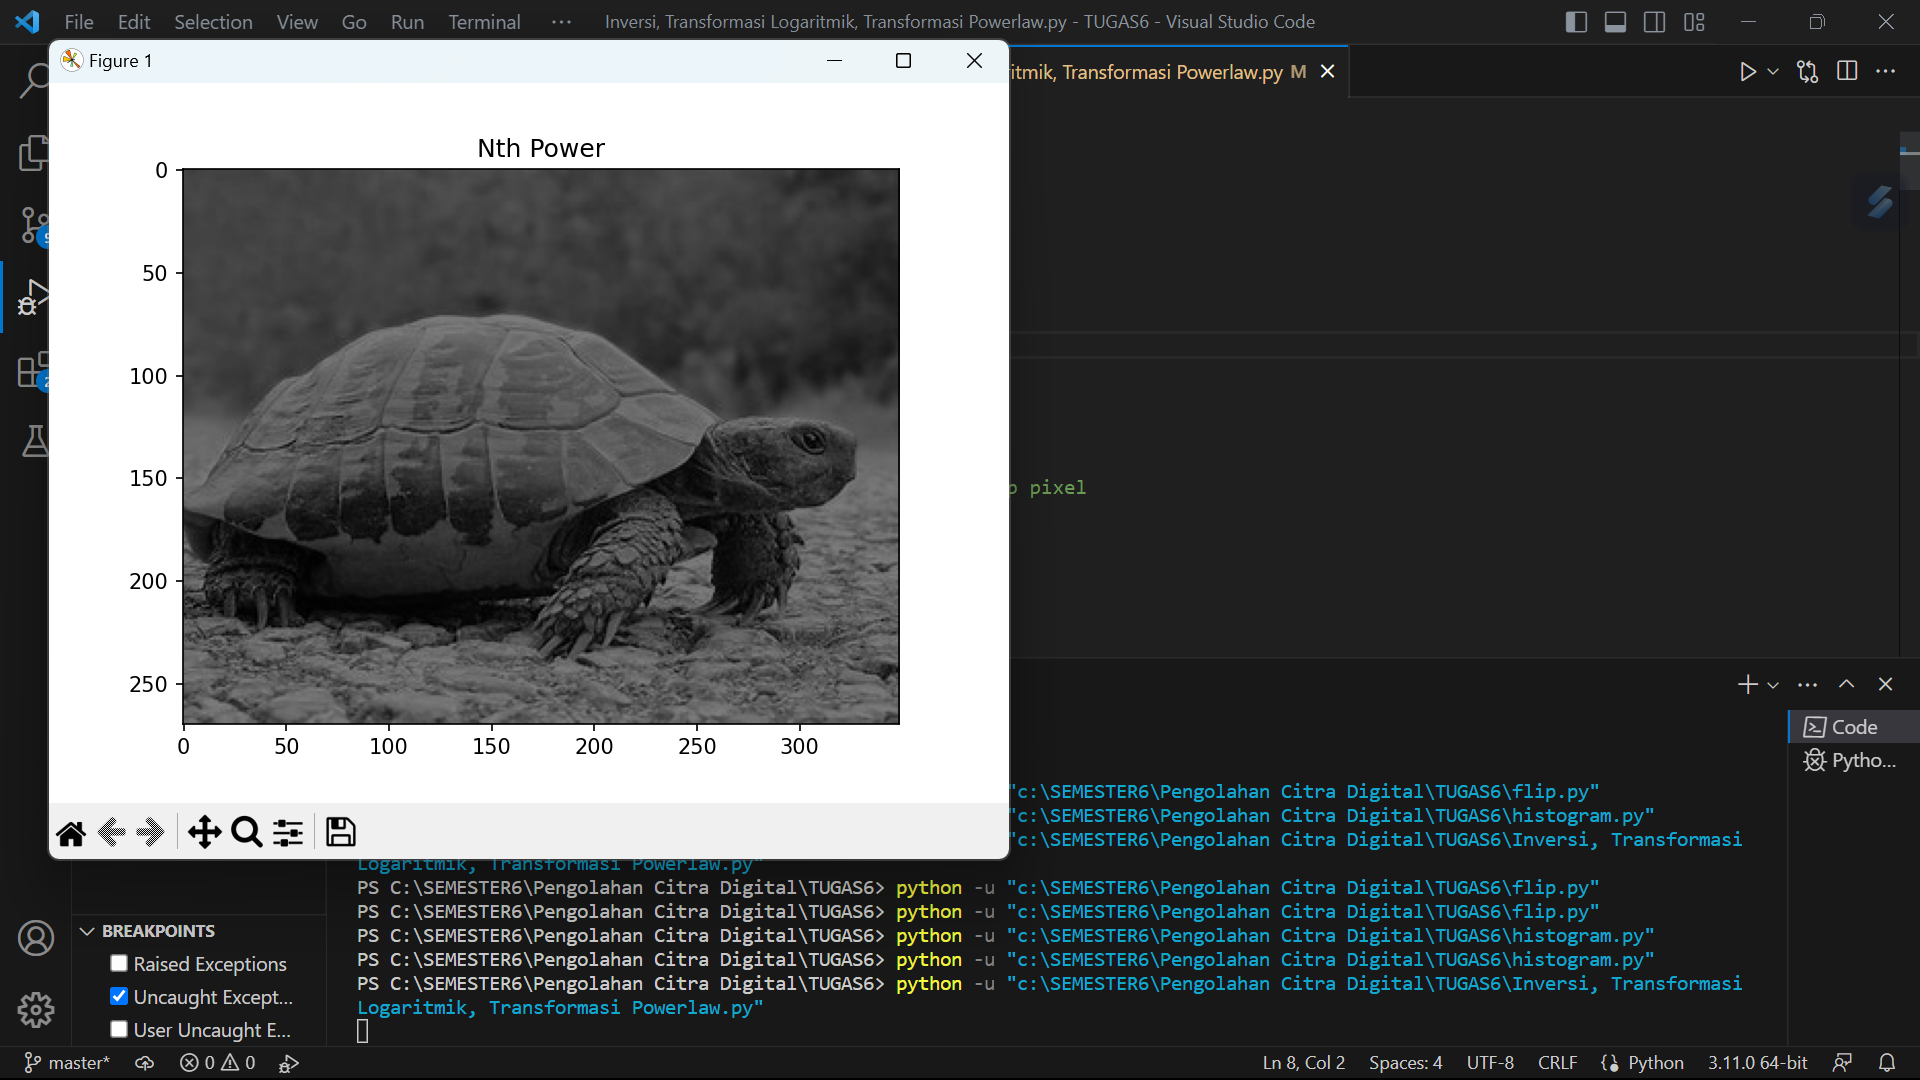 File Edit Selection View Go Run Terminal ··· Inversi, Transformasi Logaritmik, Transformasi Powerlaw.py - TUGAS6 - Visual Studio Code
Figure 1
itmik, Transformasi Powerlaw.py M
Nth Power
0
50
100
150
200
250
0 50 100 150 200 250 300
pixel
Code
Pytho...
"c:\SEMESTER6\Pengolahan Citra Digital\TUGAS6\flip.py"
"c:\SEMESTER6\Pengolahan Citra Digital\TUGAS6\histogram.py"
"c:\SEMESTER6\Pengolahan Citra Digital\TUGAS6\Inversi, Transformasi
Logaritmik, Transformasi Powerlaw.py"
PS C:\SEMESTER6\Pengolahan Citra Digital\TUGAS6> python -u "c:\SEMESTER6\Pengolahan Citra Digital\TUGAS6\flip.py"
PS C:\SEMESTER6\Pengolahan Citra Digital\TUGAS6> python -u "c:\SEMESTER6\Pengolahan Citra Digital\TUGAS6\flip.py"
PS C:\SEMESTER6\Pengolahan Citra Digital\TUGAS6> python -u "c:\SEMESTER6\Pengolahan Citra Digital\TUGAS6\histogram.py"
PS C:\SEMESTER6\Pengolahan Citra Digital\TUGAS6> python -u "c:\SEMESTER6\Pengolahan Citra Digital\TUGAS6\histogram.py"
PS C:\SEMESTER6\Pengolahan Citra Digital\TUGAS6> python -u "c:\SEMESTER6\Pengolahan Citra Digital\TUGAS6\Inversi, Transformasi
Logaritmik, Transformasi Powerlaw.py"
BREAKPOINTS
Raised Exceptions
Uncaught Except...
User Uncaught E...
master* 0 0 Ln 8, Col 2 Spaces: 4 UTF-8 CRLF Python 3.11.0 64-bit